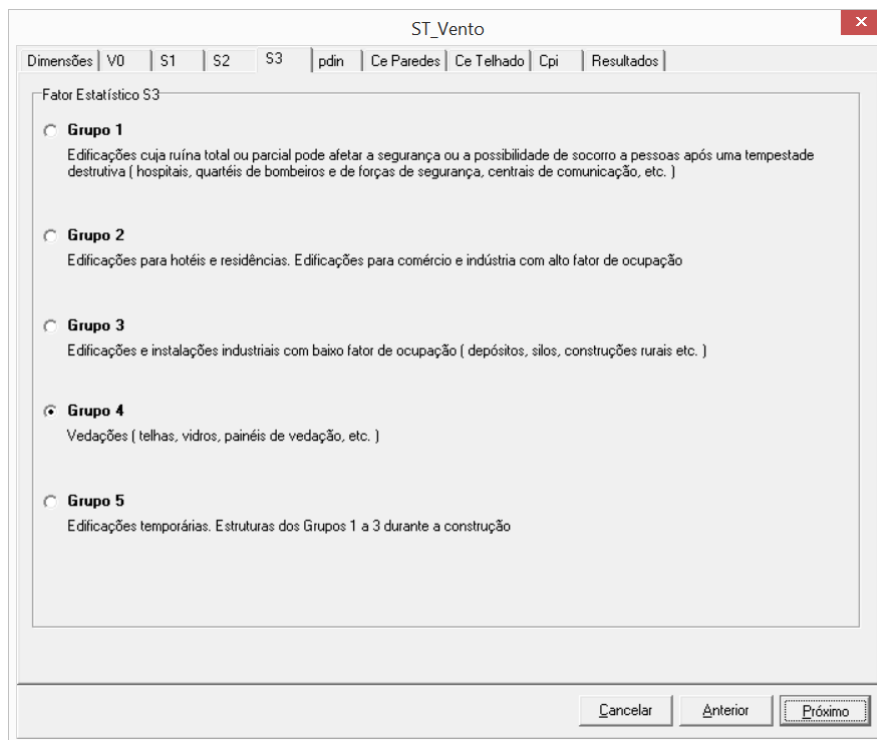 ST_Vento
Dimensões V0 S1 S2 S3 pdin Ce Paredes Ce Telhado Cpi Resultados
Fator Estatístico S3
Grupo 1
Edificações cuja ruína total ou parcial pode afetar a segurança ou a possibilidade de socorro a pessoas após uma tempestade
destrutiva ( hospitais, quartéis de bombeiros e de forças de segurança, centrais de comunicação, etc. )
Grupo 2
Edificações para hotéis e residências. Edificações para comércio e indústria com alto fator de ocupação
Grupo 3
Edificações e instalações industriais com baixo fator de ocupação ( depósitos, silos, construções rurais etc. )
Grupo 4
Vedações ( telhas, vidros, painéis de vedação, etc. )
Grupo 5
Edificações temporárias. Estruturas dos Grupos 1 a 3 durante a construção
Cancelar Anterior Próximo